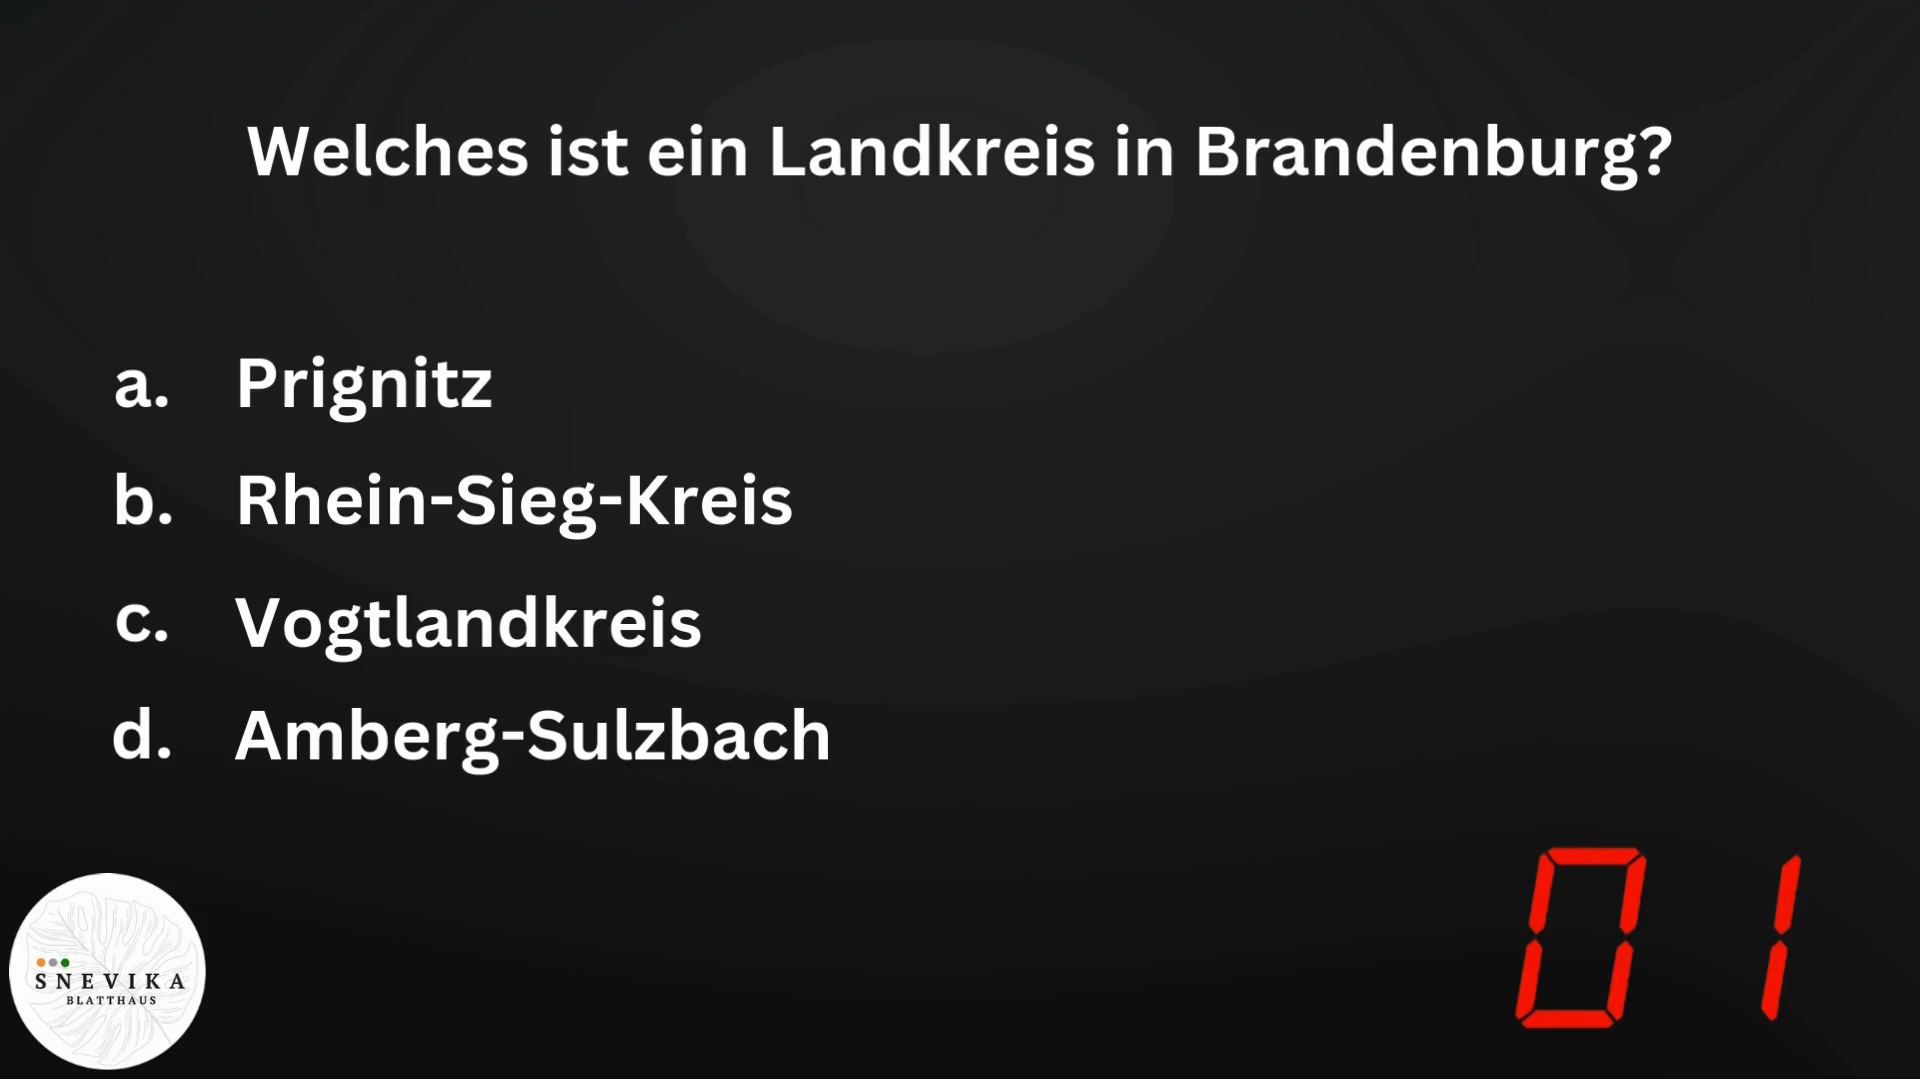 Welches ist ein Landkreis in Brandenburg?
a. Prignitz
b. Rhein-Sieg-Kreis
c. Vogtlandkreis
d. Amberg-Sulzbach
01
SNEVIKA
BLATTHAUS